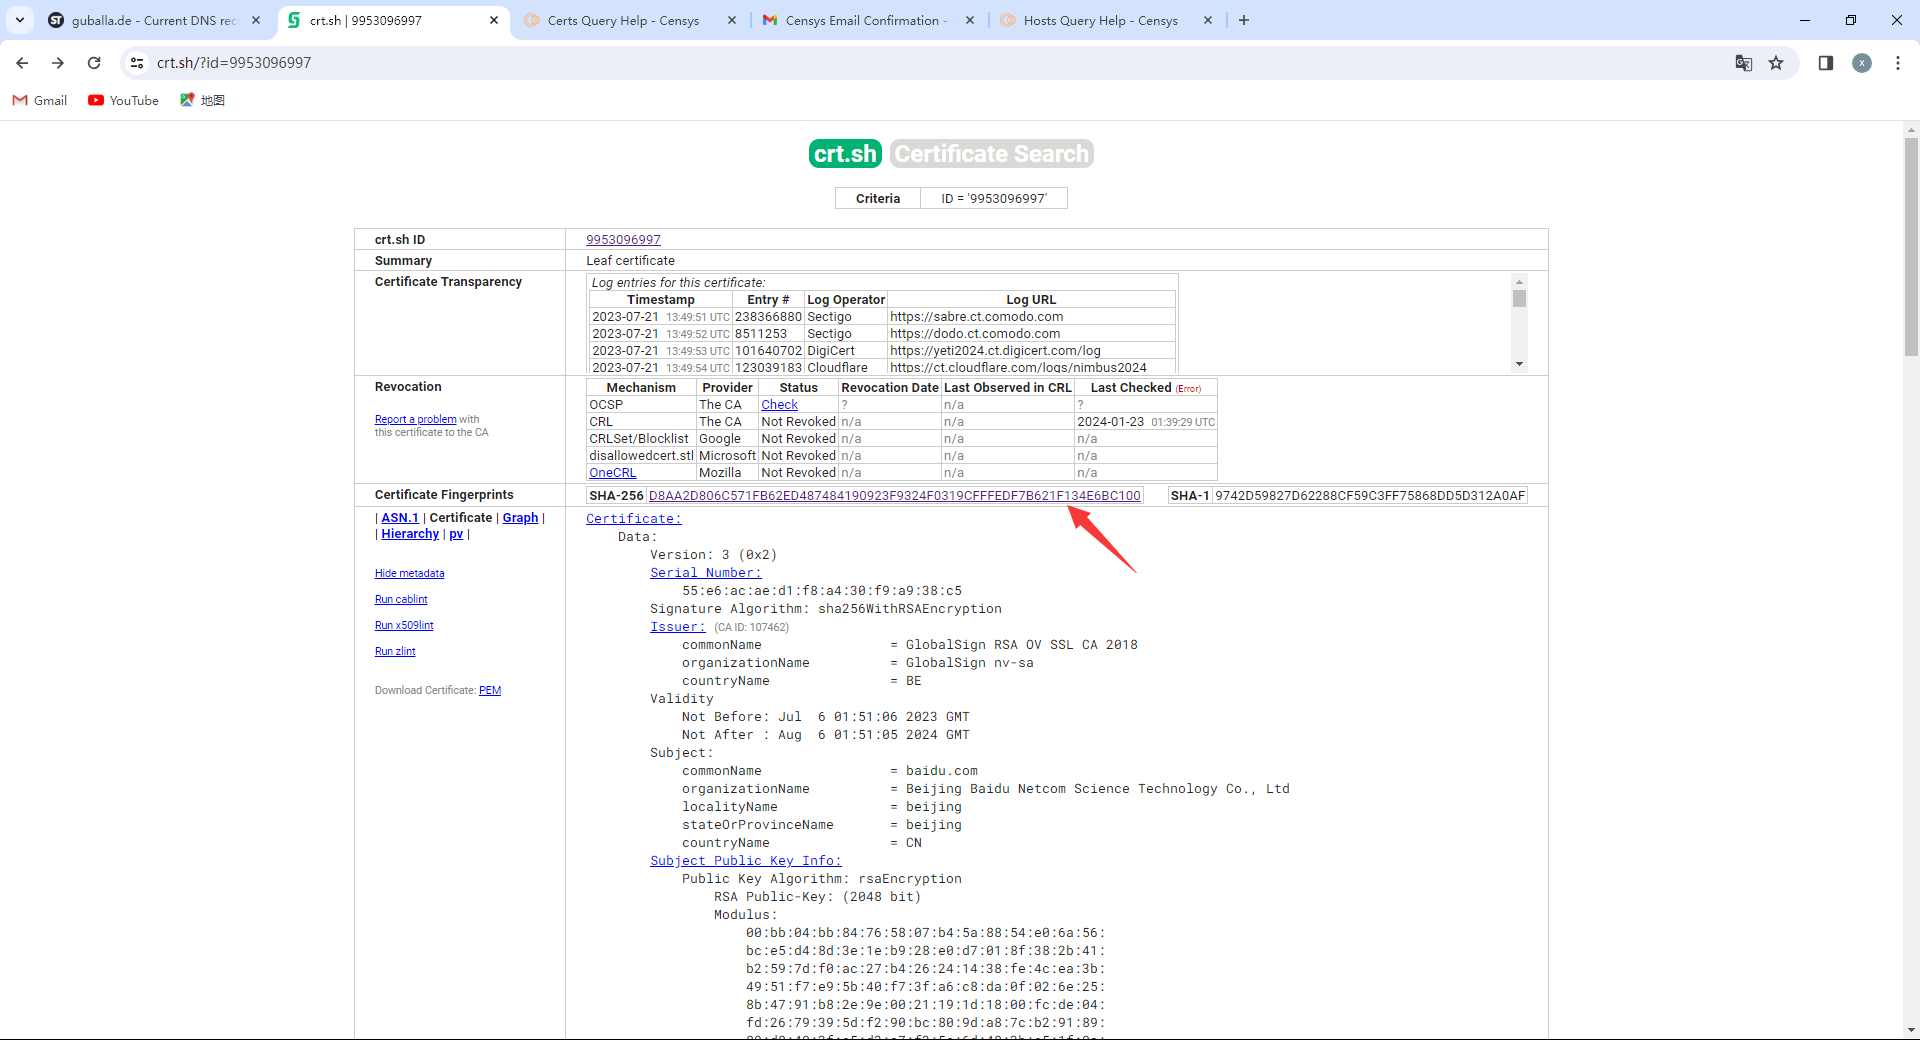 guballa.de - Current DNS rec
crt.sh | 9953096997
Certs Query Help - Censys
Censys Email Confirmation -
Hosts Query Help - Censys
crt.sh/?id=9953096997
Gmail
YouTube
地图
crt.sh Certificate Search
Criteria ID = '9953096997'
crt.sh ID 9953096997
Summary Leaf certificate
Certificate Transparency Log entries for this certificate:
Timestamp Entry # Log Operator Log URL
2023-07-21 13:49:51 UTC 238366880 Sectigo https://sabre.ct.comodo.com
2023-07-21 13:49:52 UTC 8511253 Sectigo https://dodo.ct.comodo.com
2023-07-21 13:49:53 UTC 101640702 DigiCert https://yeti2024.ct.digicert.com/log
2023-07-21 13:49:54 UTC 123039183 Cloudflare https://ct.cloudflare.com/logs/nimbus2024
Revocation
Report a problem with
this certificate to the CA
Mechanism Provider Status Revocation Date Last Observed in CRL Last Checked (Error)
OCSP The CA Check ? n/a ?
CRL The CA Not Revoked n/a n/a 2024-01-23 01:39:29 UTC
CRLSet/Blocklist Google Not Revoked n/a n/a n/a
disallowedcert.stl Microsoft Not Revoked n/a n/a n/a
OneCRL Mozilla Not Revoked n/a n/a n/a
Certificate Fingerprints SHA-256 D8AA2D806C571FB62ED487484190923F9324F0319CFFFEDF7B621F134E6BC100 SHA-1 9742D59827D62288CF59C3FF75868DD5D312A0AF
| ASN.1 | Certificate | Graph |
| Hierarchy | pv |
Hide metadata
Run cablint
Run x509lint
Run zlint
Download Certificate: PEM
Certificate:
Data:
Version: 3 (0x2)
Serial Number:
55:e6:ac:ae:d1:f8:a4:30:f9:a9:38:c5
Signature Algorithm: sha256WithRSAEncryption
Issuer: (CA ID: 107462)
commonName = GlobalSign RSA OV SSL CA 2018
organizationName = GlobalSign nv-sa
countryName = BE
Validity
Not Before: Jul 6 01:51:06 2023 GMT
Not After : Aug 6 01:51:05 2024 GMT
Subject:
commonName = baidu.com
organizationName = Beijing Baidu Netcom Science Technology Co., Ltd
localityName = beijing
stateOrProvinceName = beijing
countryName = CN
Subject Public Key Info:
Public Key Algorithm: rsaEncryption
RSA Public-Key: (2048 bit)
Modulus:
00:bb:04:bb:84:76:58:07:b4:5a:88:54:e0:6a:56:
bc:e5:d4:8d:3e:1e:b9:28:e0:d7:01:8f:38:2b:41:
b2:59:7d:f0:ac:27:b4:26:24:14:38:fe:4c:ea:3b:
49:51:f7:e9:5b:40:f7:3f:a6:c8:da:0f:02:6e:25:
8b:47:91:b8:2e:9e:00:21:19:1d:18:00:fc:de:04:
fd:26:79:39:5d:f2:90:bc:80:9d:a8:7c:b2:91:89: